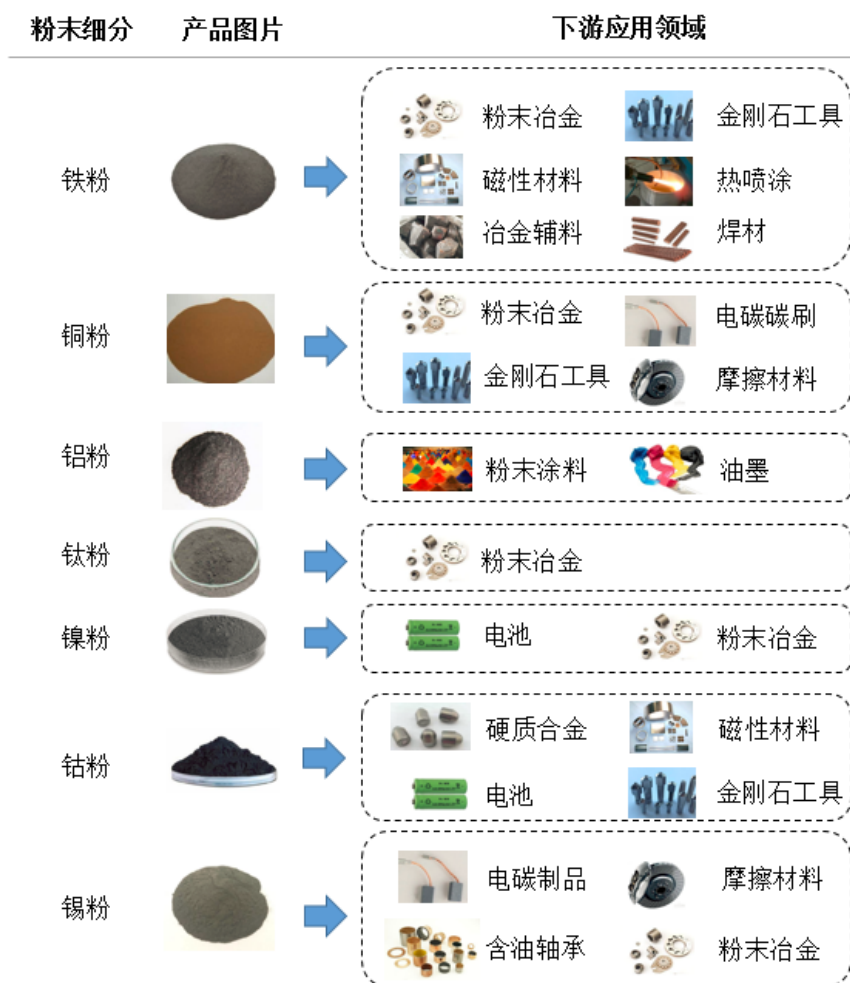 粉末细分 产品图片 下游应用领域
铁粉
粉末冶金 金刚石工具
磁性材料 热喷涂
冶金辅料 焊材
铜粉
粉末冶金 电碳碳刷
金刚石工具 摩擦材料
铝粉
粉末涂料 油墨
钛粉
粉末冶金
镍粉
电池 粉末冶金
钴粉
硬质合金 磁性材料
电池 金刚石工具
锡粉
电碳制品 摩擦材料
含油轴承 粉末冶金